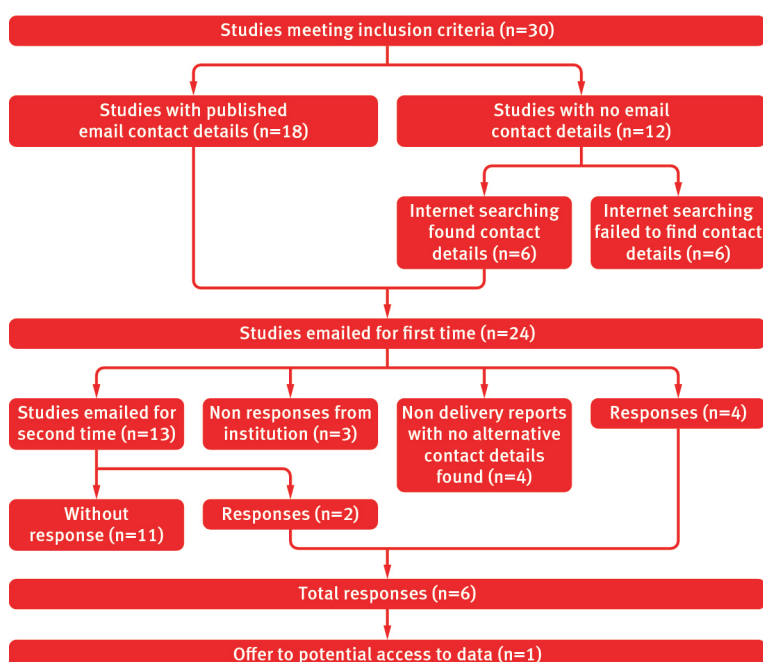 Studies meeting inclusion criteria (n=30)
Studies with published
email contact details (n=18)
Studies with no email
contact details (n=12)
Internet searching
found contact
details (n=6)
Internet searching
failed to find contact
details (n=6)
Studies emailed for first time (n=24)
Studies emailed for
second time (n=13)
Non responses from
institution (n=3)
Non delivery reports
with no alternative
contact details
found (n=4)
Responses (n=4)
Without
response (n=11)
Responses (n=2)
Total responses (n=6)
Offer to potential access to data (n=1)